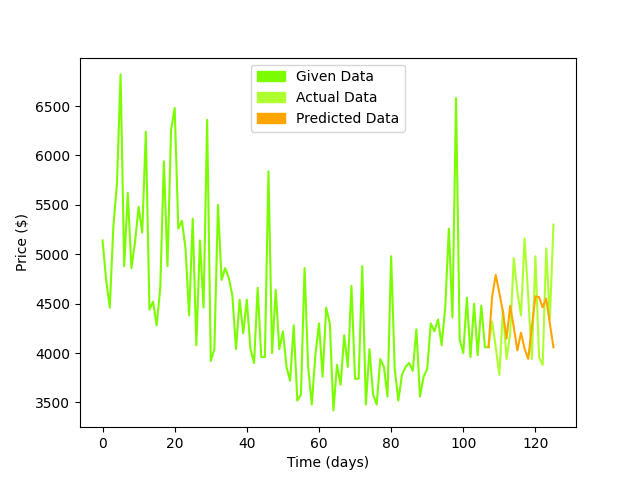 Given Data
Actual Data
Predicted Data
6500
6000
5500
5000
4500
4000
3500
Price ($)
0 20 40 60 80 100 120
Time (days)